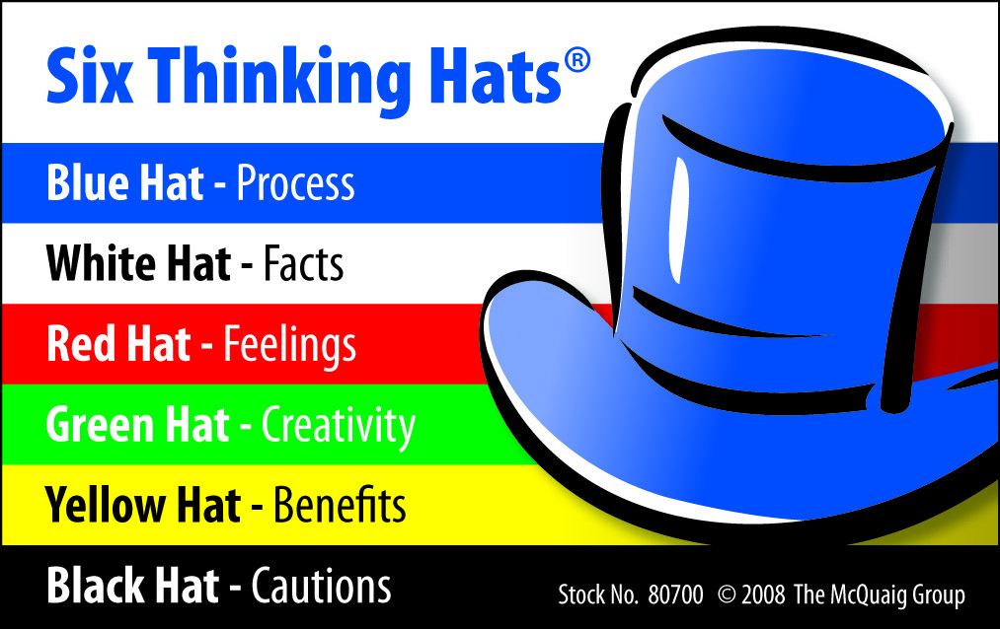 Six Thinking Hats®
Blue Hat - Process
White Hat - Facts
Red Hat - Feelings
Green Hat - Creativity
Yellow Hat - Benefits
Black Hat - Cautions
Stock No. 80700 © 2008 The McQuaig Group